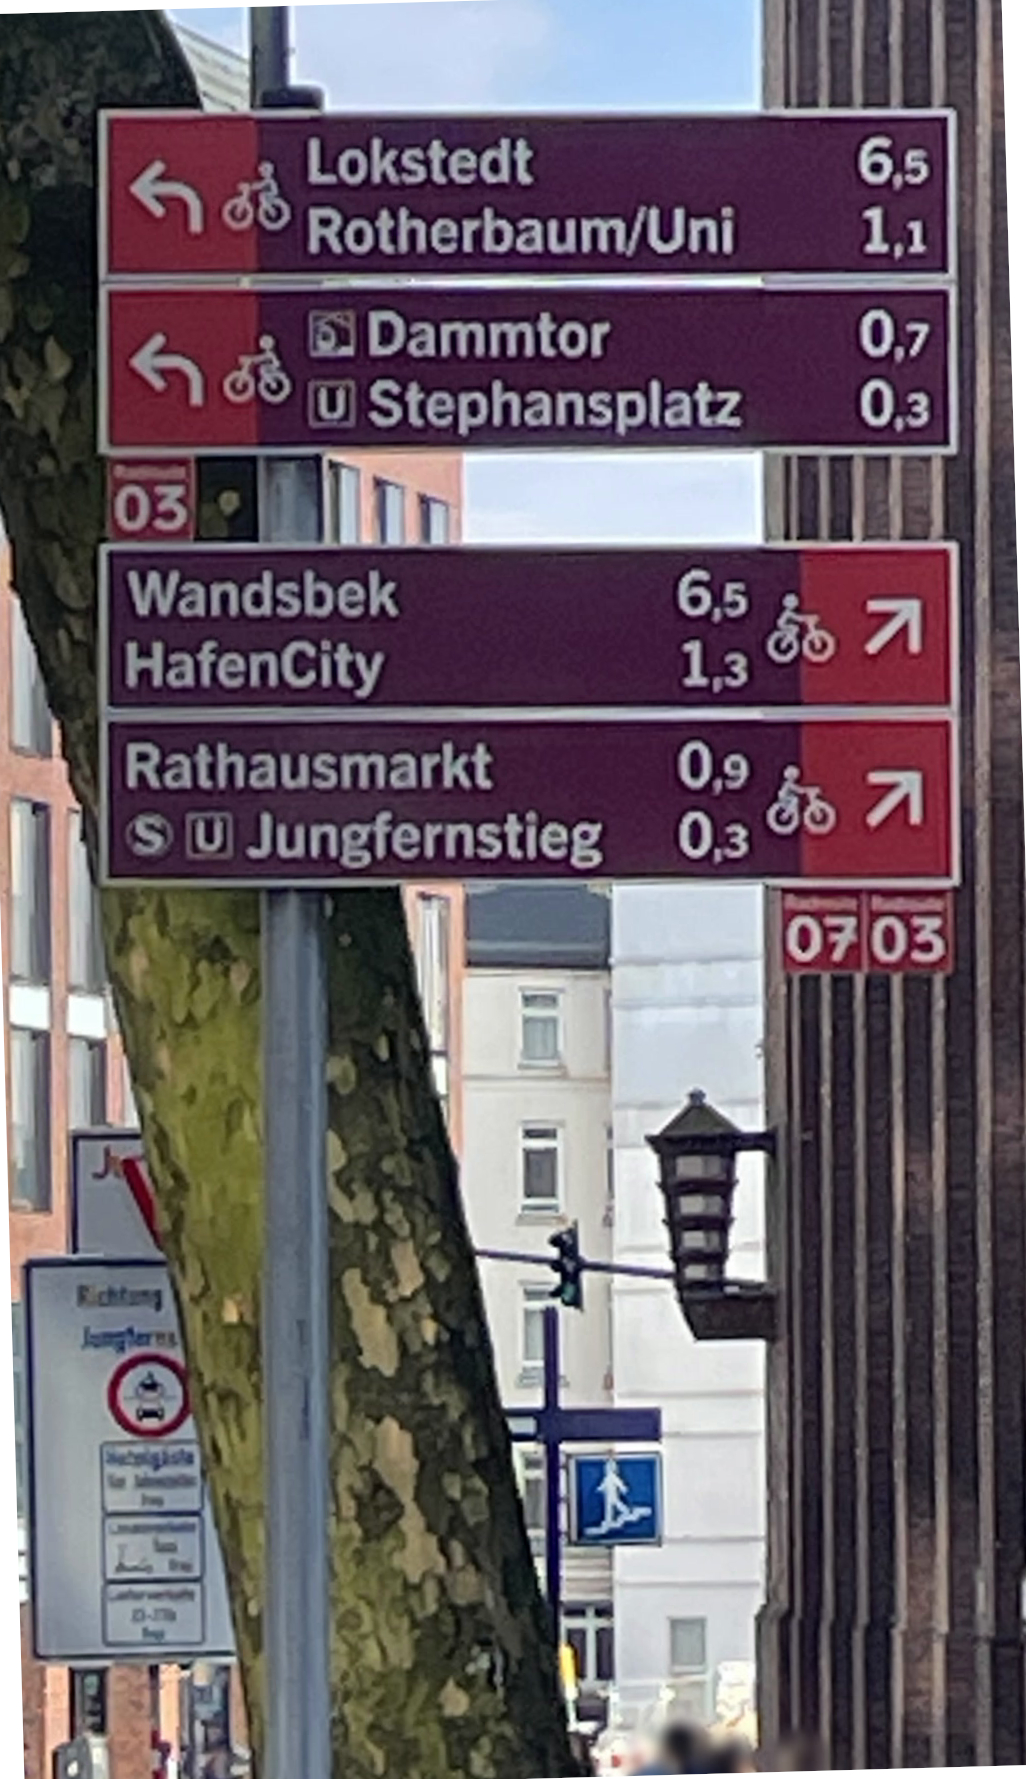 Lokstedt 6,5
Rotherbaum/Uni 1,1
Dammtor 0,7
U Stephansplatz 0,3
03
Wandsbek 6,5
HafenCity 1,3
Rathausmarkt 0,9
S U Jungfernstieg 0,3
07 03
Richtung
Jungferns